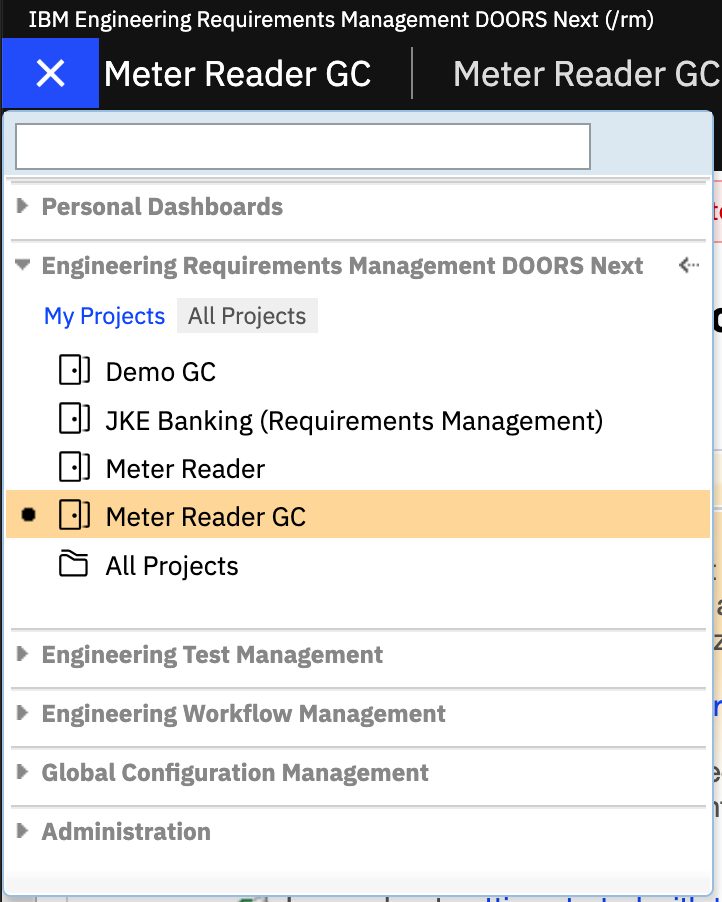 IBM Engineering Requirements Management DOORS Next (/rm)
Meter Reader GC | Meter Reader GC
Personal Dashboards
Engineering Requirements Management DOORS Next
My Projects All Projects
Demo GC
JKE Banking (Requirements Management)
Meter Reader
Meter Reader GC
All Projects
Engineering Test Management
Engineering Workflow Management
Global Configuration Management
Administration